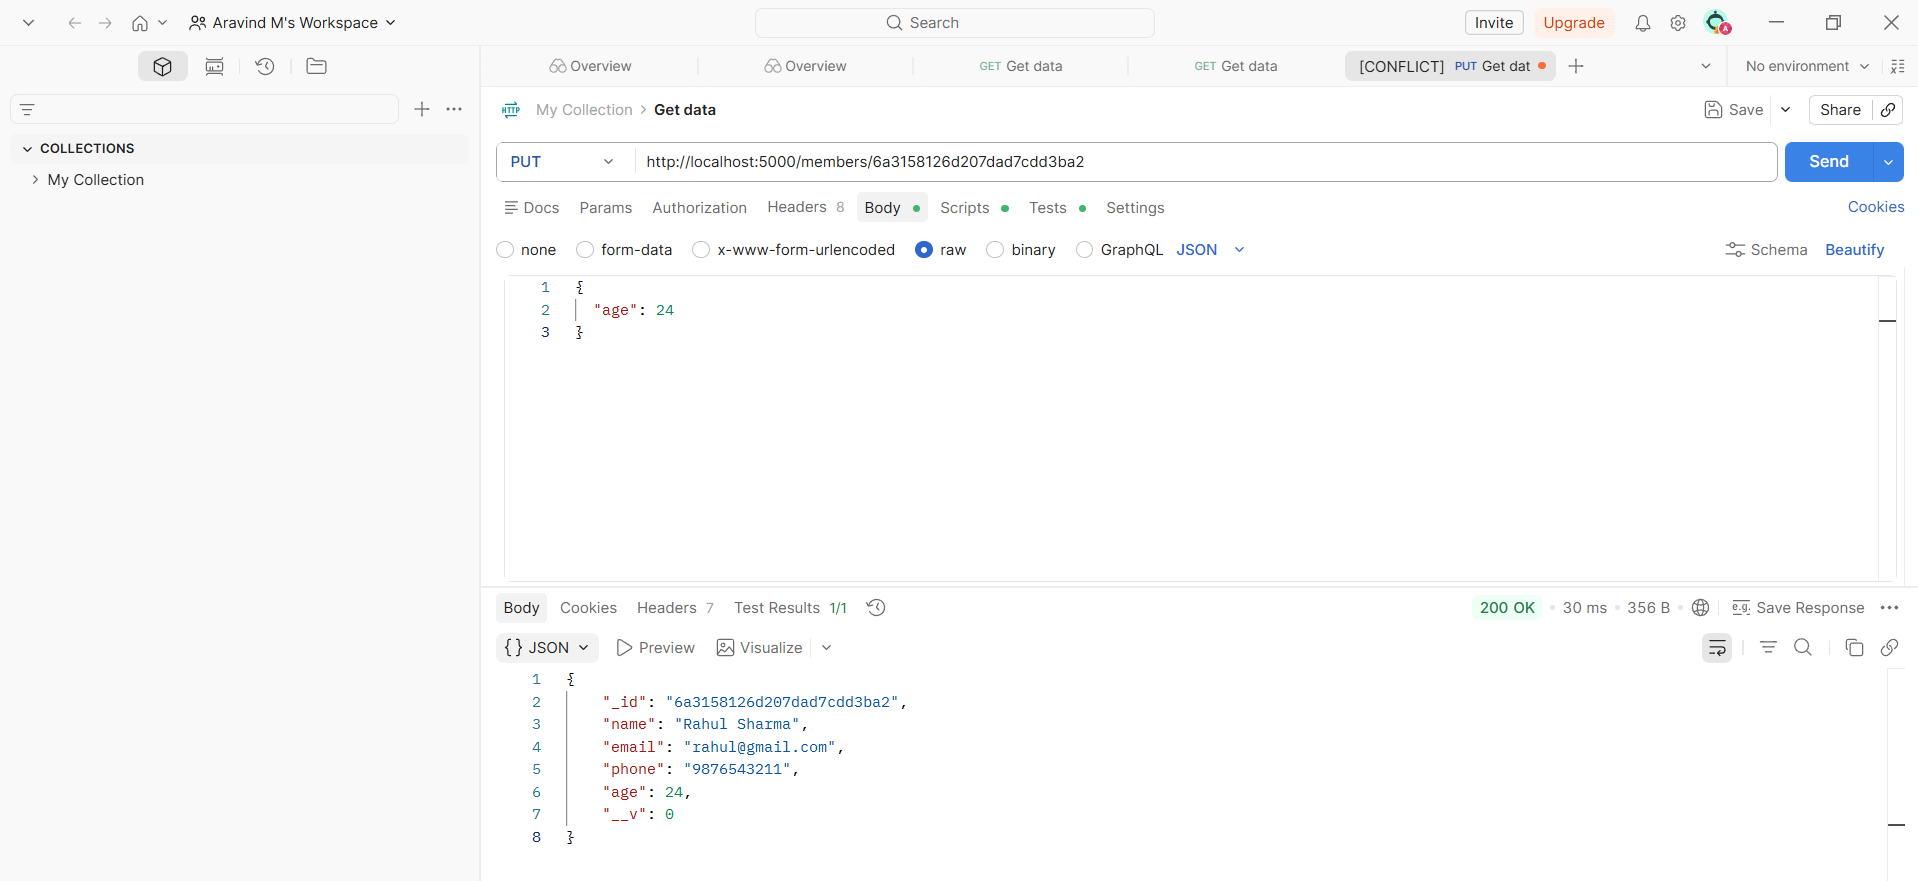 Aravind M's Workspace
Search
Invite
Upgrade
A
Overview
Overview
GET Get data
GET Get data
[CONFLICT] PUT Get dat
No environment
HTTP
My Collection > Get data
Save
Share
COLLECTIONS
My Collection
PUT
http://localhost:5000/members/6a3158126d207dad7cdd3ba2
Send
Docs
Params
Authorization
Headers 8
Body
Scripts
Tests
Settings
Cookies
none
form-data
x-www-form-urlencoded
raw
binary
GraphQL
JSON
Schema
Beautify
1 {
2 "age": 24
3 }
Body
Cookies
Headers 7
Test Results 1/1
200 OK • 30 ms • 356 B
e.g. Save Response
{} JSON
Preview
Visualize
1 {
2 "_id": "6a3158126d207dad7cdd3ba2",
3 "name": "Rahul Sharma",
4 "email": "rahul@gmail.com",
5 "phone": "9876543211",
6 "age": 24,
7 "__v": 0
8 }